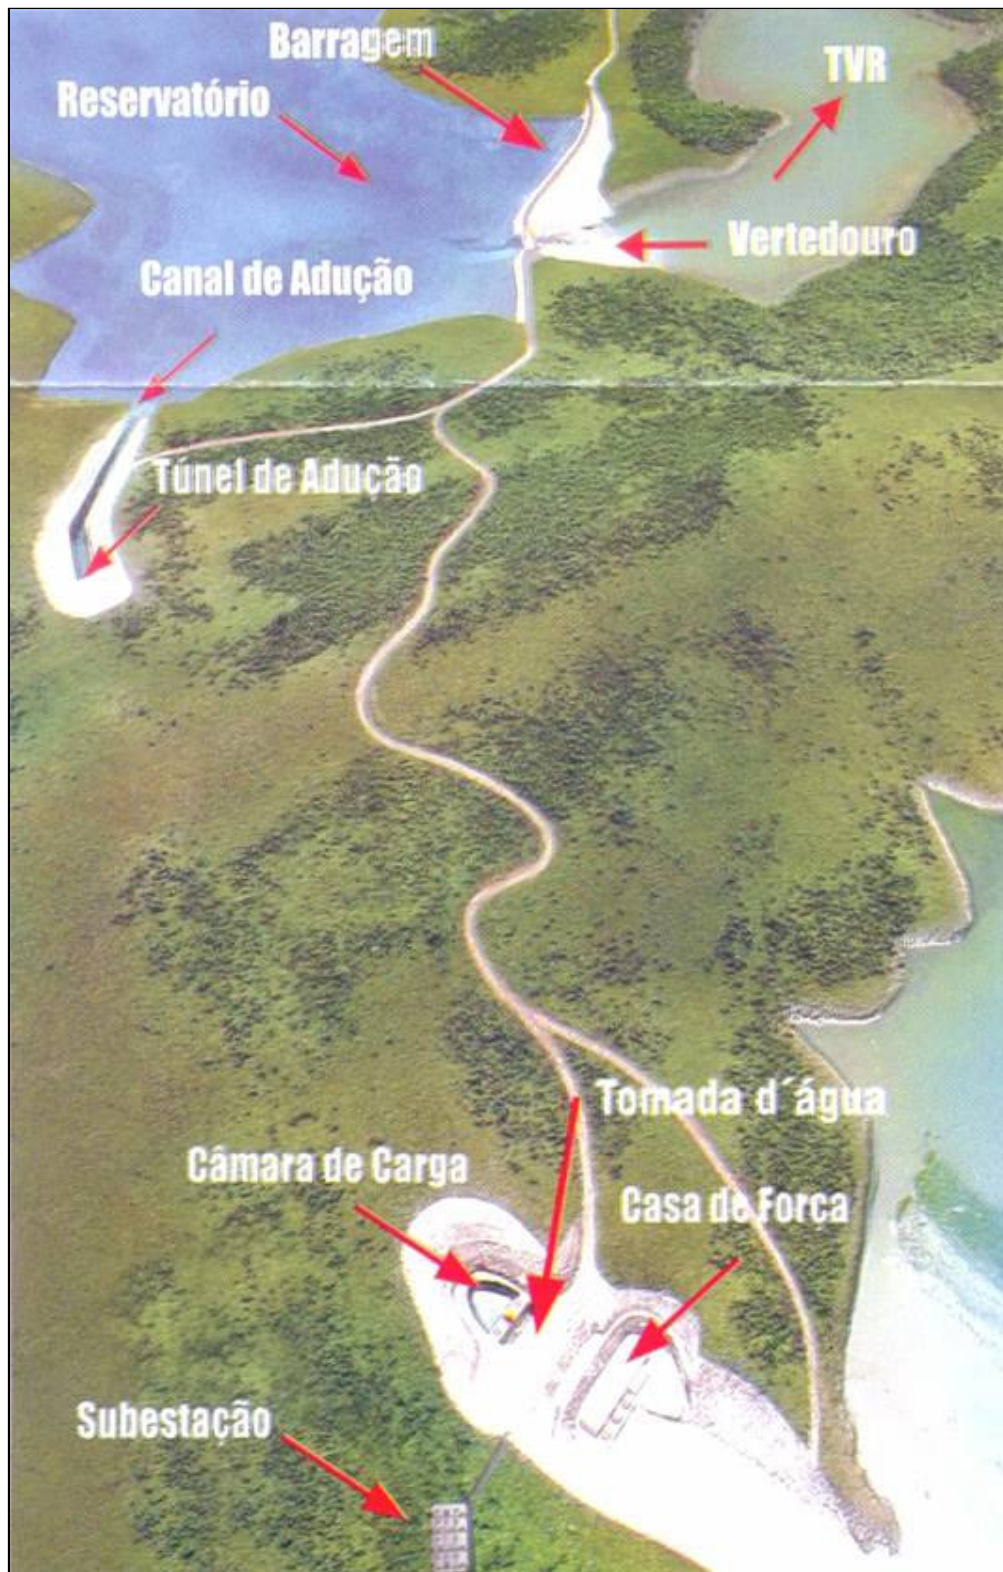 Barragem
TVR
Reservatório
Vertedouro
Canal de Adução
Túnel de Adução
Tomada d´água
Câmara de Carga
Casa de Força
Subestação